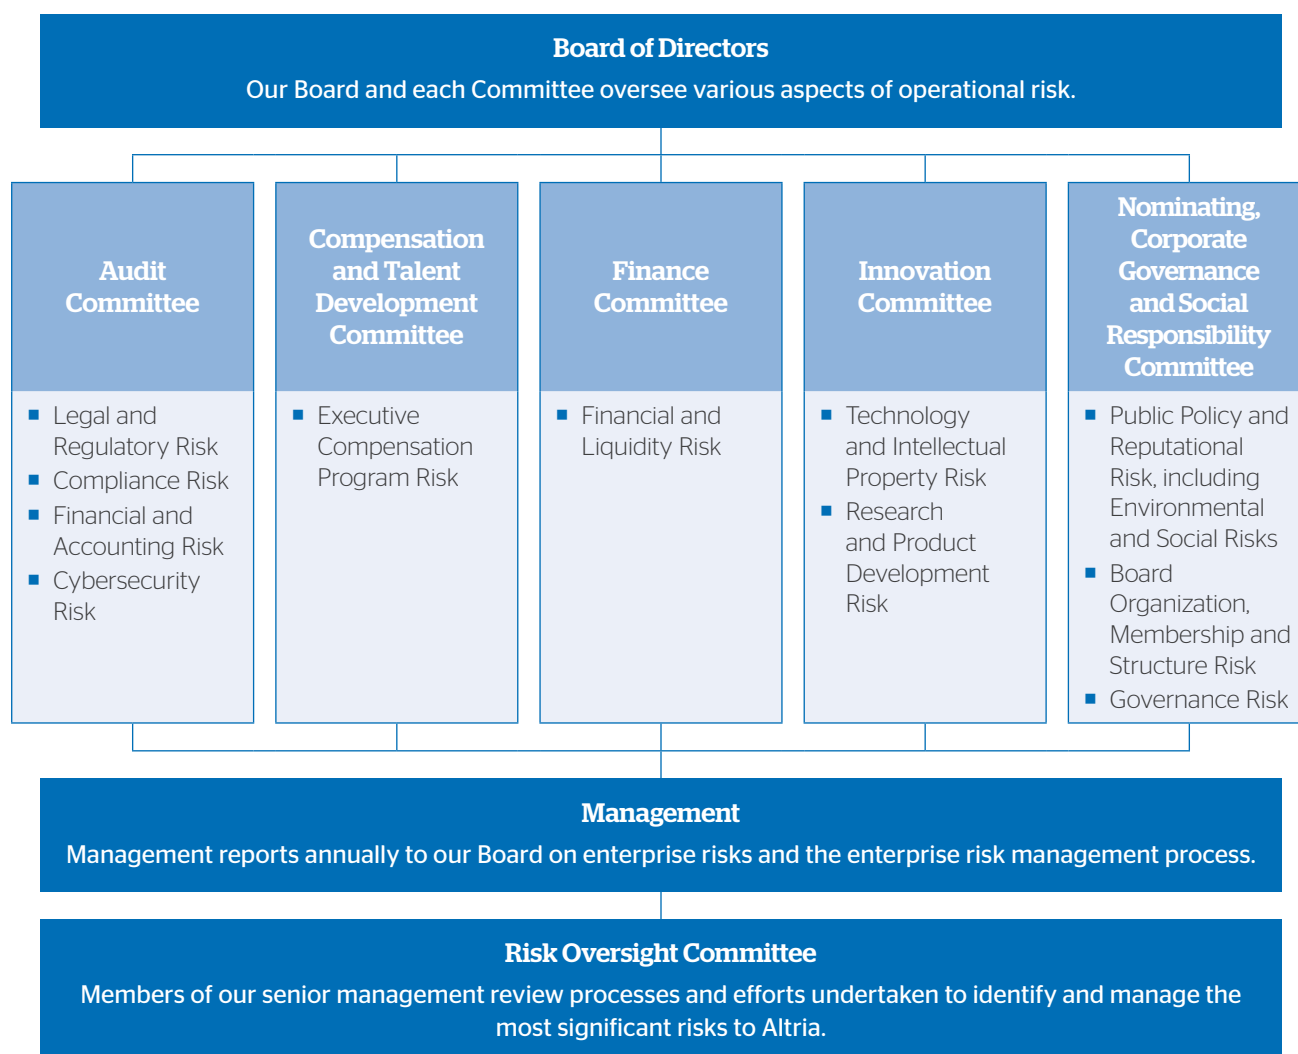 Board of Directors
Our Board and each Committee oversee various aspects of operational risk.
Audit
Committee
Legal and
Regulatory Risk
Compliance Risk
Financial and
Accounting Risk
Cybersecurity
Risk
Compensation
and Talent
Development
Committee
Executive
Compensation
Program Risk
Finance
Committee
Financial and
Liquidity Risk
Innovation
Committee
Technology
and Intellectual
Property Risk
Research
and Product
Development
Risk
Nominating,
Corporate
Governance
and Social
Responsibility
Committee
Public Policy and
Reputational
Risk, including
Environmental
and Social Risks
Board
Organization,
Membership and
Structure Risk
Governance Risk
Management
Management reports annually to our Board on enterprise risks and the enterprise risk management process.
Risk Oversight Committee
Members of our senior management review processes and efforts undertaken to identify and manage the
most significant risks to Altria.